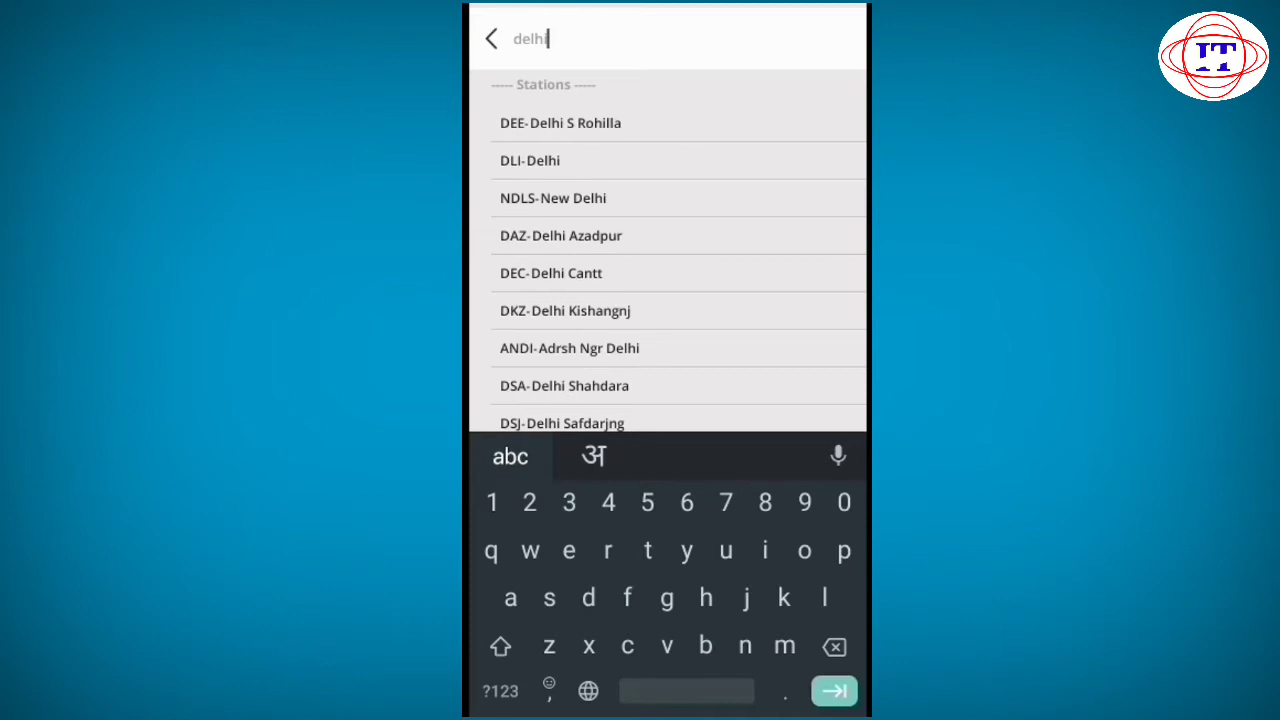 IT
delhi
----- Stations -----
DEE-Delhi S Rohilla
DLI-Delhi
NDLS-New Delhi
DAZ-Delhi Azadpur
DEC-Delhi Cantt
DKZ-Delhi Kishangnj
ANDI-Adrsh Ngr Delhi
DSA-Delhi Shahdara
DSJ-Delhi Safdarjng
abc अ
1 2 3 4 5 6 7 8 9 0
q w e r t y u i o p
a s d f g h j k l
z x c v b n m
?123 , .